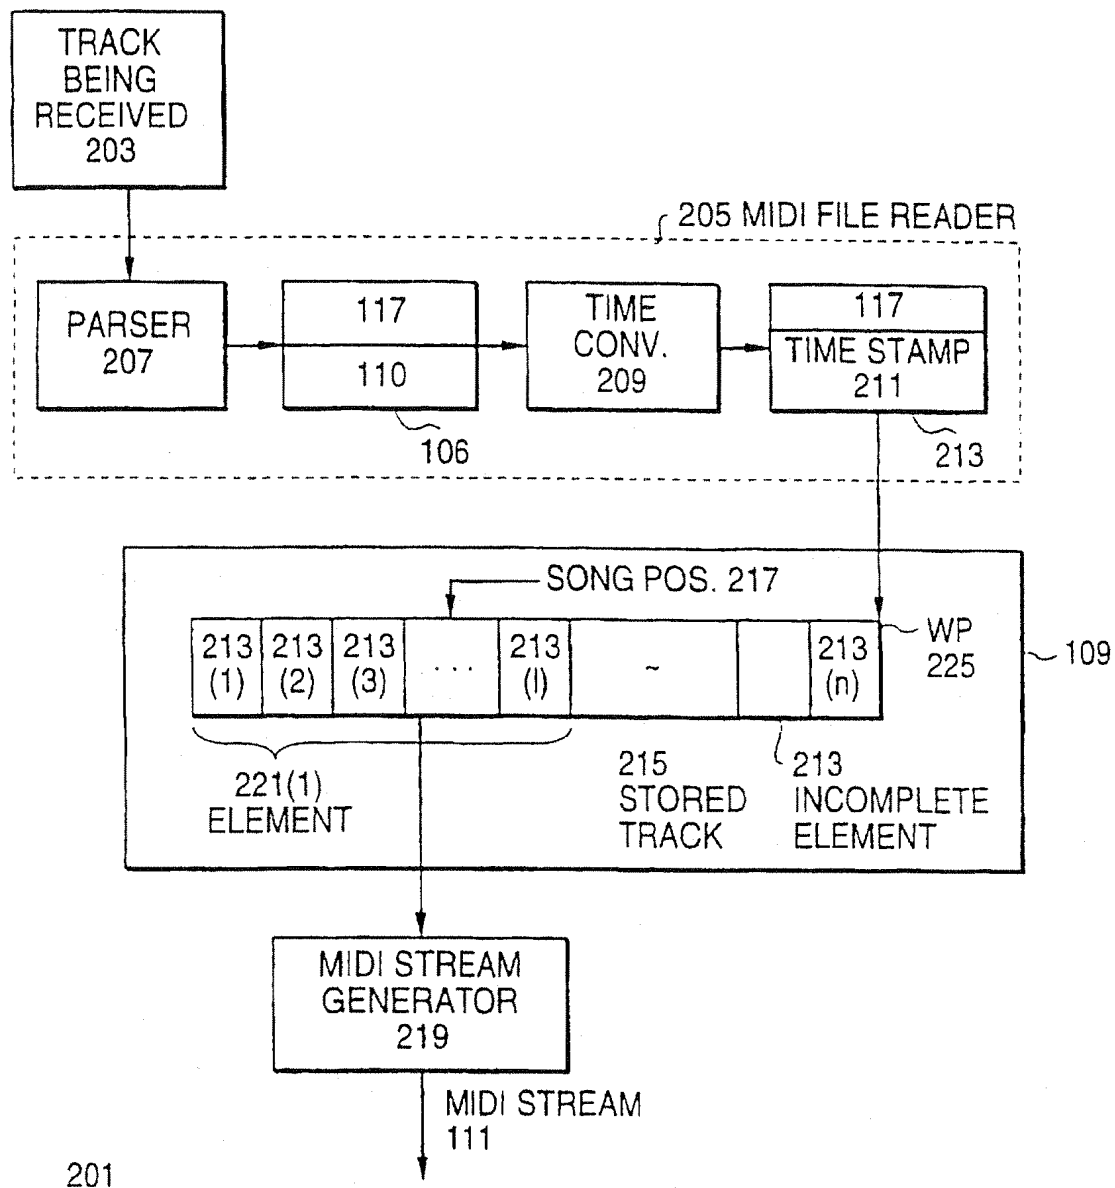 TRACK
BEING
RECEIVED
203
205 MIDI FILE READER
PARSER
207
117
110
106
TIME
CONV.
209
117
TIME STAMP
211
213
SONG POS. 217
213
(1)
213
(2)
213
(3)
. . .
213
(l)
~
213
(n)
WP
225
109
221(1)
ELEMENT
215
STORED
TRACK
213
INCOMPLETE
ELEMENT
MIDI STREAM
GENERATOR
219
MIDI STREAM
111
201